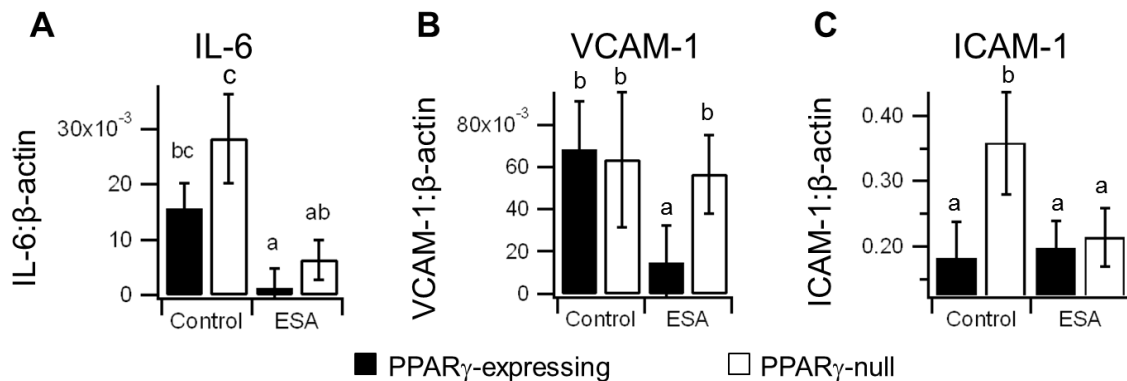 A
IL-6
IL-6:β-actin
30x10⁻³
20
10
0
bc
c
a
ab
Control
ESA
B
VCAM-1
VCAM-1:β-actin
80x10⁻³
60
40
20
0
b
b
a
b
Control
ESA
C
ICAM-1
ICAM-1:β-actin
0.40
0.30
0.20
a
b
a
a
Control
ESA
PPARγ-expressing
PPARγ-null